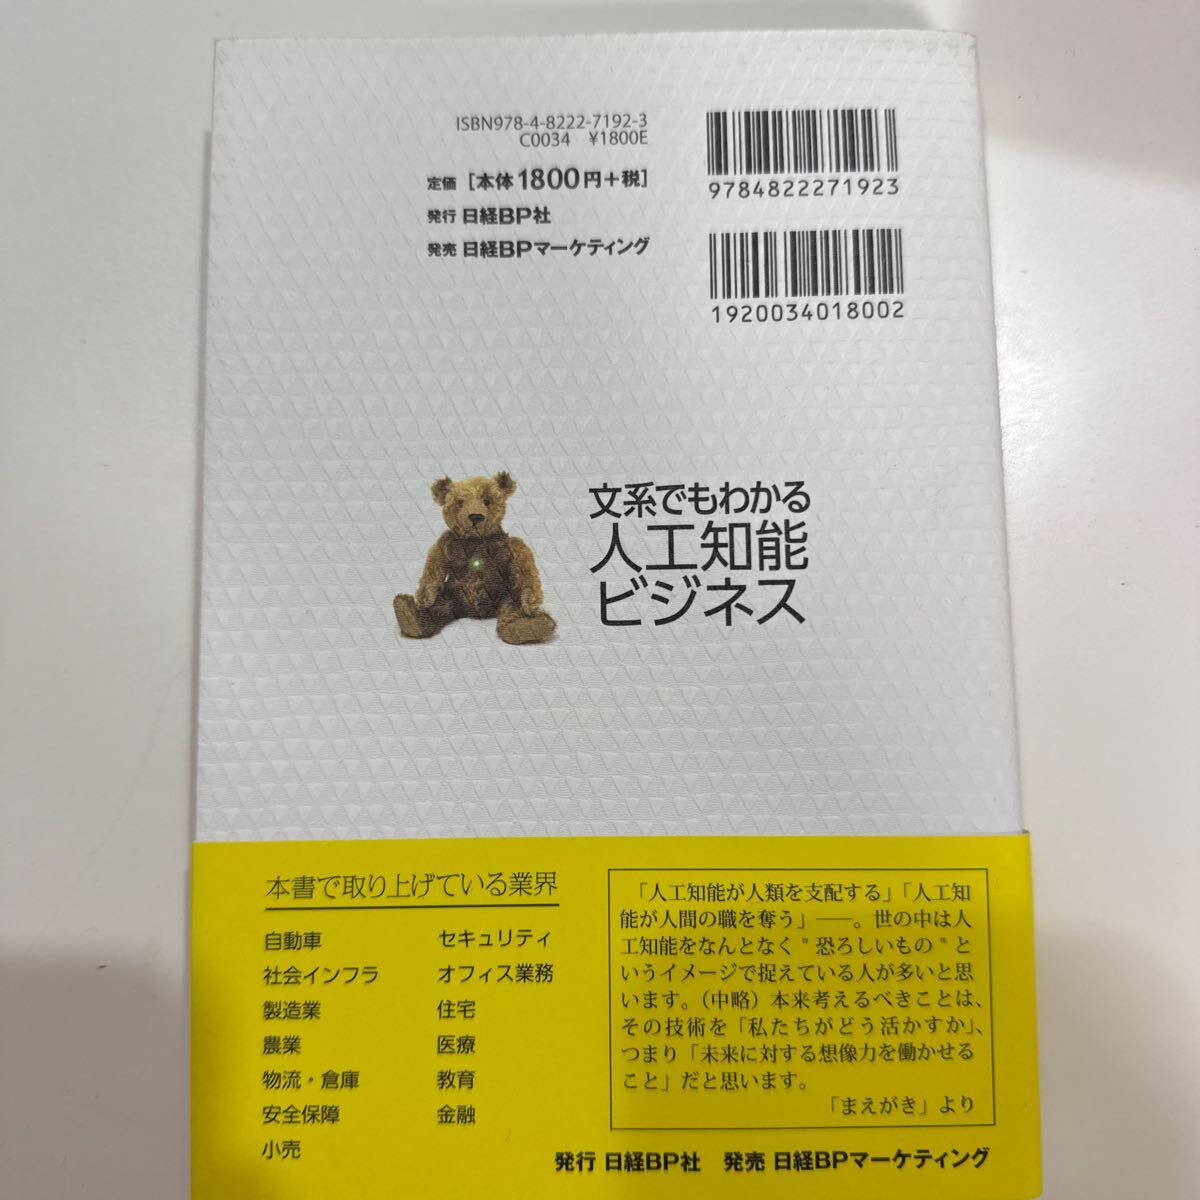 ISBN978-4-8222-7192-3
C0034 ¥1800E
定価 [本体1800円+税]
発行 日経BP社
発売 日経BPマーケティング
9784822271923
1920034018002
文系でもわかる
人工知能
ビジネス
本書で取り上げている業界
自動車
社会インフラ
製造業
農業
物流・倉庫
安全保障
小売
セキュリティ
オフィス業務
住宅
医療
教育
金融
「人工知能が人類を支配する」「人工知
能が人間の職を奪う」――。世の中は人
工知能をなんとなく"恐ろしいもの"と
いうイメージで捉えている人が多いと思
います。(中略)本来考えるべきことは、
その技術を「私たちがどう活かすか」、
つまり「未来に対する想像力を働かせる
こと」だと思います。
「まえがき」より
発行 日経BP社 発売 日経BPマーケティング